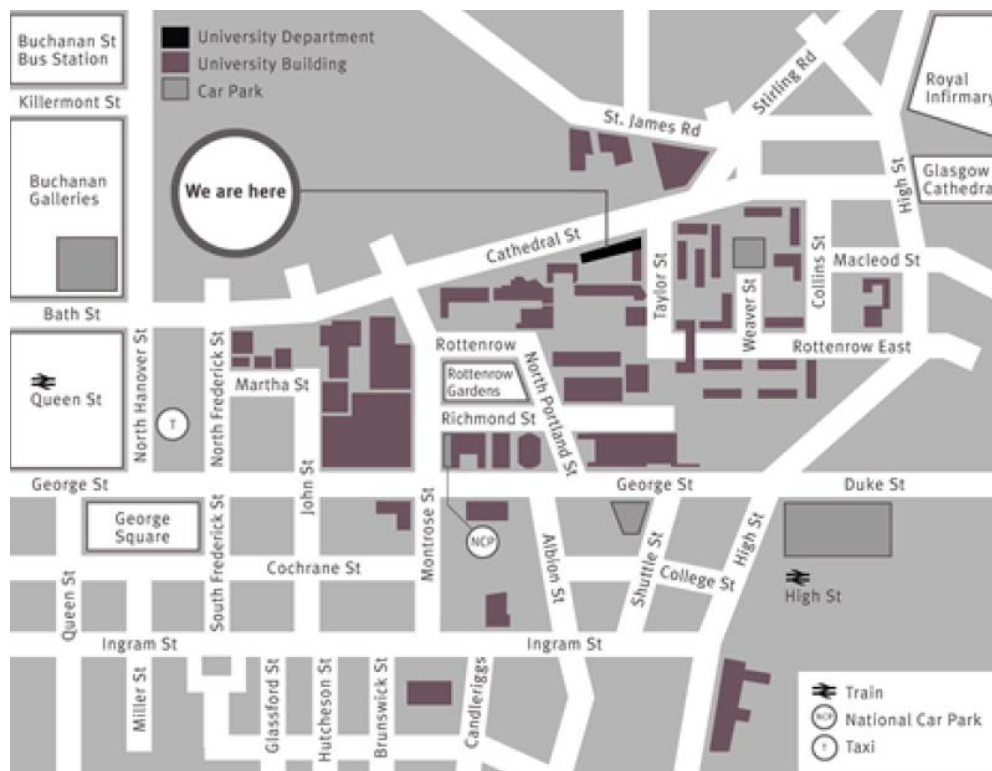 Buchanan St
Bus Station
University Department
University Building
Car Park
Killermont St
Stirling Rd
Royal
Infirmary
St. James Rd
Buchanan
Galleries
We are here
High St
Glasgow
Cathedral
Cathedral St
Taylor St
Weaver St
Collins St
Macleod St
Bath St
North Hanover St
North Frederick St
Rottenrow
Rottenrow East
Queen St
Martha St
Rottenrow
Gardens
North Portland St
Richmond St
T
John St
George St
George St
Duke St
George
Square
South Frederick St
Montrose St
NCP
Albion St
Shuttle St
High St
Cochrane St
College St
High St
Queen St
Ingram St
Ingram St
Miller St
Glassford St
Hutcheson St
Brunswick St
Candleriggs
Train
NCP
National Car Park
T
Taxi